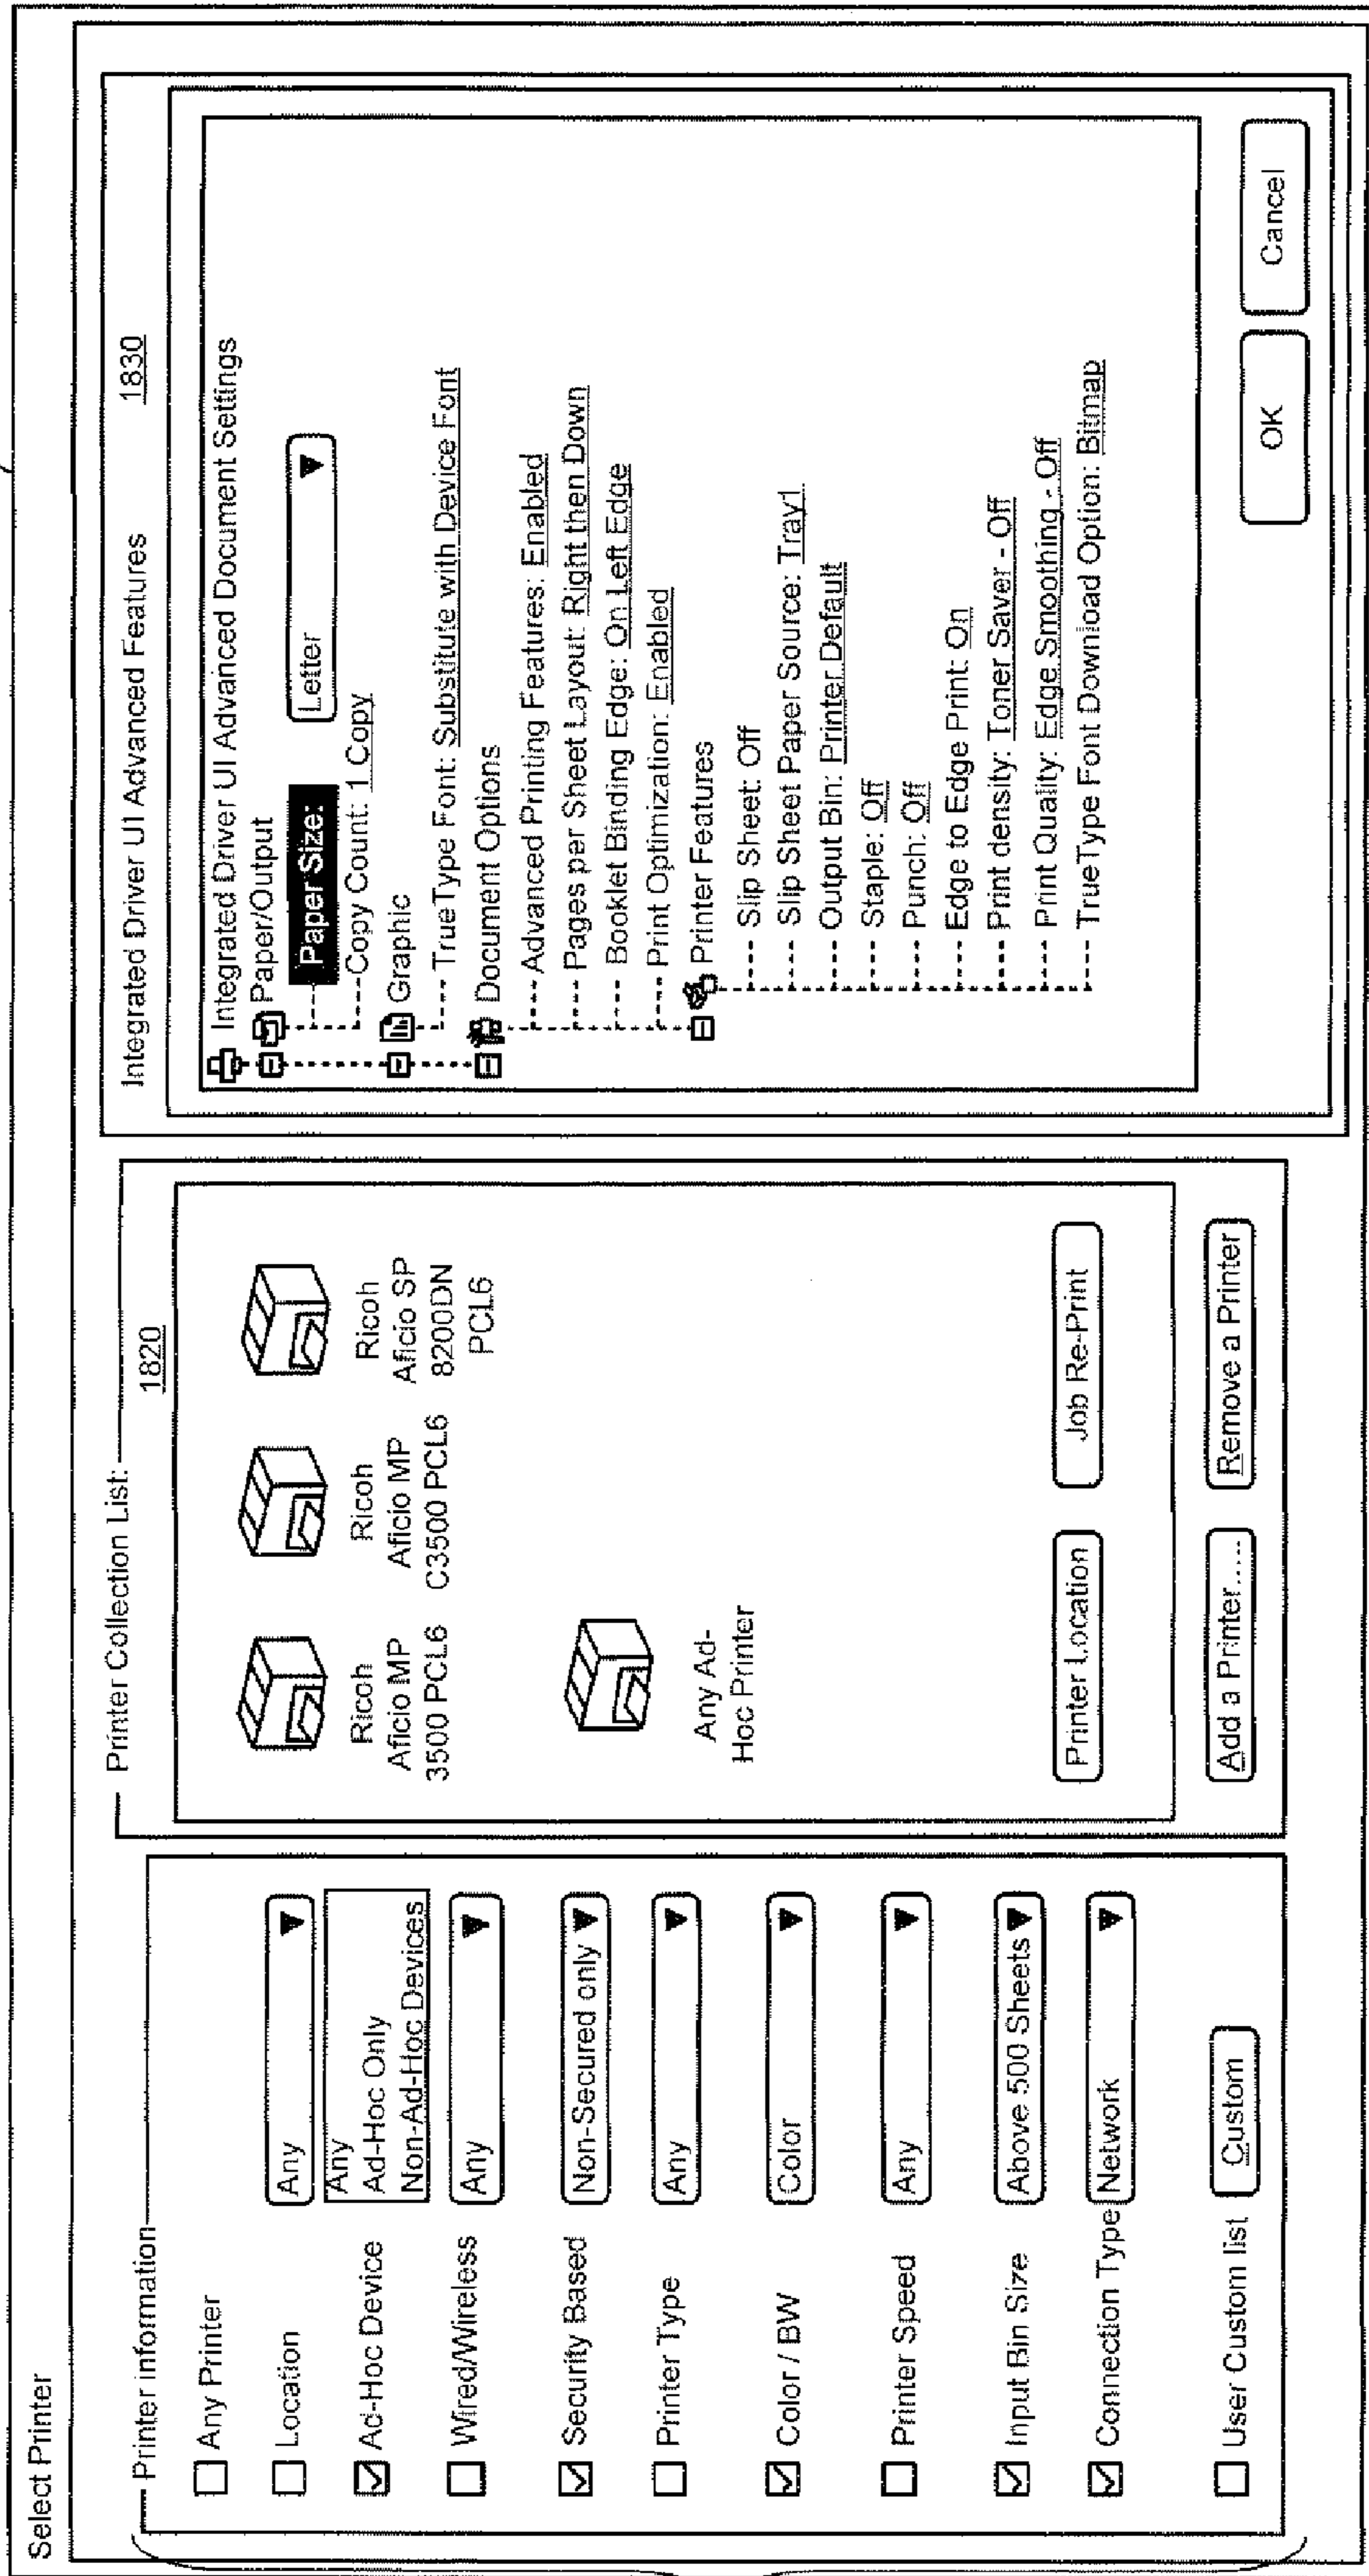 Select Printer
Printer information
Any Printer
Location
Any
Any
Ad-Hoc Device
Ad-Hoc Only
Non-Ad-Hoc Devices
Wired/Wireless
Any
Security Based
Non-Secured only
Printer Type
Any
Color / BW
Color
Printer Speed
Any
Input Bin Size
Above 500 Sheets
Connection Type
Network
User Custom list
Custom
Printer Collection List:
1820
Ricoh
Aficio MP
3500 PCL6
Ricoh
Aficio MP
C3500 PCL6
Ricoh
Aficio SP
8200DN
PCL6
Any Ad-
Hoc Printer
Printer Location
Job Re-Print
Add a Printer.....
Remove a Printer
Integrated Driver UI Advanced Features
1830
Integrated Driver UI Advanced Document Settings
Paper/Output
Paper Size:
Letter
Copy Count: 1 Copy
Graphic
TrueType Font: Substitute with Device Font
Document Options
Advanced Printing Features: Enabled
Pages per Sheet Layout: Right then Down
Booklet Binding Edge: On Left Edge
Print Optimization: Enabled
Printer Features
Slip Sheet: Off
Slip Sheet Paper Source: Tray1
Output Bin: Printer Default
Staple: Off
Punch: Off
Edge to Edge Print: On
Print density: Toner Saver - Off
Print Quality: Edge Smoothing - Off
TrueType Font Download Option: Bitmap
OK
Cancel